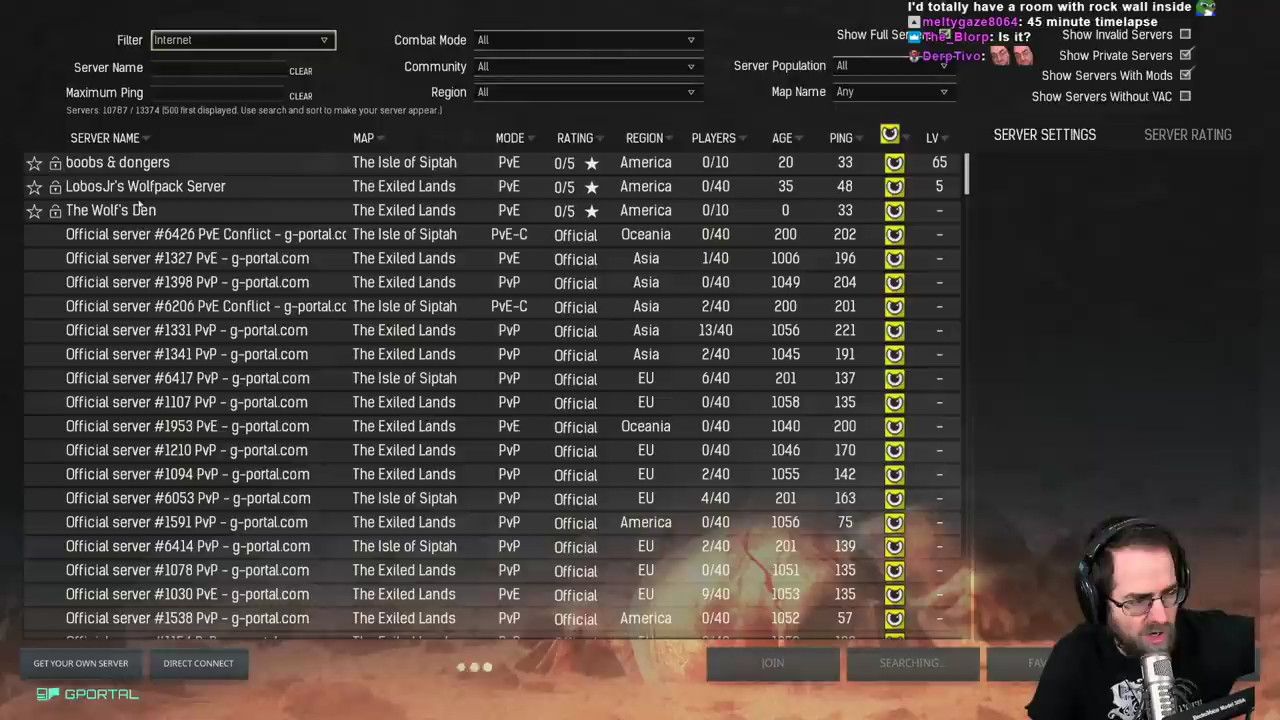 I'd totally have a room with rock wall inside
meltygaze8064: 45 minute timelapse
The_Blorp: Is it?
DerpTivo:
Filter Internet Combat Mode All Show Full Show Invalid Servers
Server Name CLEAR Community All Server Population All Show Private Servers
Maximum Ping CLEAR Region All Map Name Any Show Servers With Mods
Servers: 10787 / 13374 (500 first displayed. Use search and sort to make your server appear.) Show Servers Without VAC
SERVER NAME MAP MODE RATING REGION PLAYERS AGE PING LV SERVER SETTINGS SERVER RATING
boobs & dongers The Isle of Siptah PvE 0/5 America 0/10 20 33 65
LobosJr's Wolfpack Server The Exiled Lands PvE 0/5 America 0/40 35 48 5
The Wolf's Den The Exiled Lands PvE 0/5 America 0/10 0 33 -
Official server #6426 PvE Conflict - g-portal.co The Isle of Siptah PvE-C Official Oceania 0/40 200 202 -
Official server #1327 PvE - g-portal.com The Exiled Lands PvE Official Asia 1/40 1006 196 -
Official server #1398 PvP - g-portal.com The Exiled Lands PvP Official Asia 0/40 1049 204 -
Official server #6206 PvE Conflict - g-portal.co The Isle of Siptah PvE-C Official Asia 2/40 200 201 -
Official server #1331 PvP - g-portal.com The Exiled Lands PvP Official Asia 13/40 1056 221 -
Official server #1341 PvP - g-portal.com The Exiled Lands PvP Official Asia 2/40 1045 191 -
Official server #6417 PvP - g-portal.com The Isle of Siptah PvP Official EU 6/40 201 137 -
Official server #1107 PvP - g-portal.com The Exiled Lands PvP Official EU 0/40 1058 135 -
Official server #1953 PvE - g-portal.com The Exiled Lands PvE Official Oceania 0/40 1040 200 -
Official server #1210 PvP - g-portal.com The Exiled Lands PvP Official EU 0/40 1046 170 -
Official server #1094 PvP - g-portal.com The Exiled Lands PvP Official EU 2/40 1055 142 -
Official server #6053 PvP - g-portal.com The Isle of Siptah PvP Official EU 4/40 201 163 -
Official server #1591 PvP - g-portal.com The Exiled Lands PvP Official America 0/40 1056 75 -
Official server #6414 PvP - g-portal.com The Isle of Siptah PvP Official EU 2/40 201 139 -
Official server #1078 PvP - g-portal.com The Exiled Lands PvP Official EU 0/40 1051 135 -
Official server #1030 PvE - g-portal.com The Exiled Lands PvE Official EU 9/40 1053 135 -
Official server #1538 PvP - g-portal.com The Exiled Lands PvP Official America 0/40 1052 57 -
GET YOUR OWN SERVER DIRECT CONNECT JOIN SEARCHING... FAV
GPORTAL